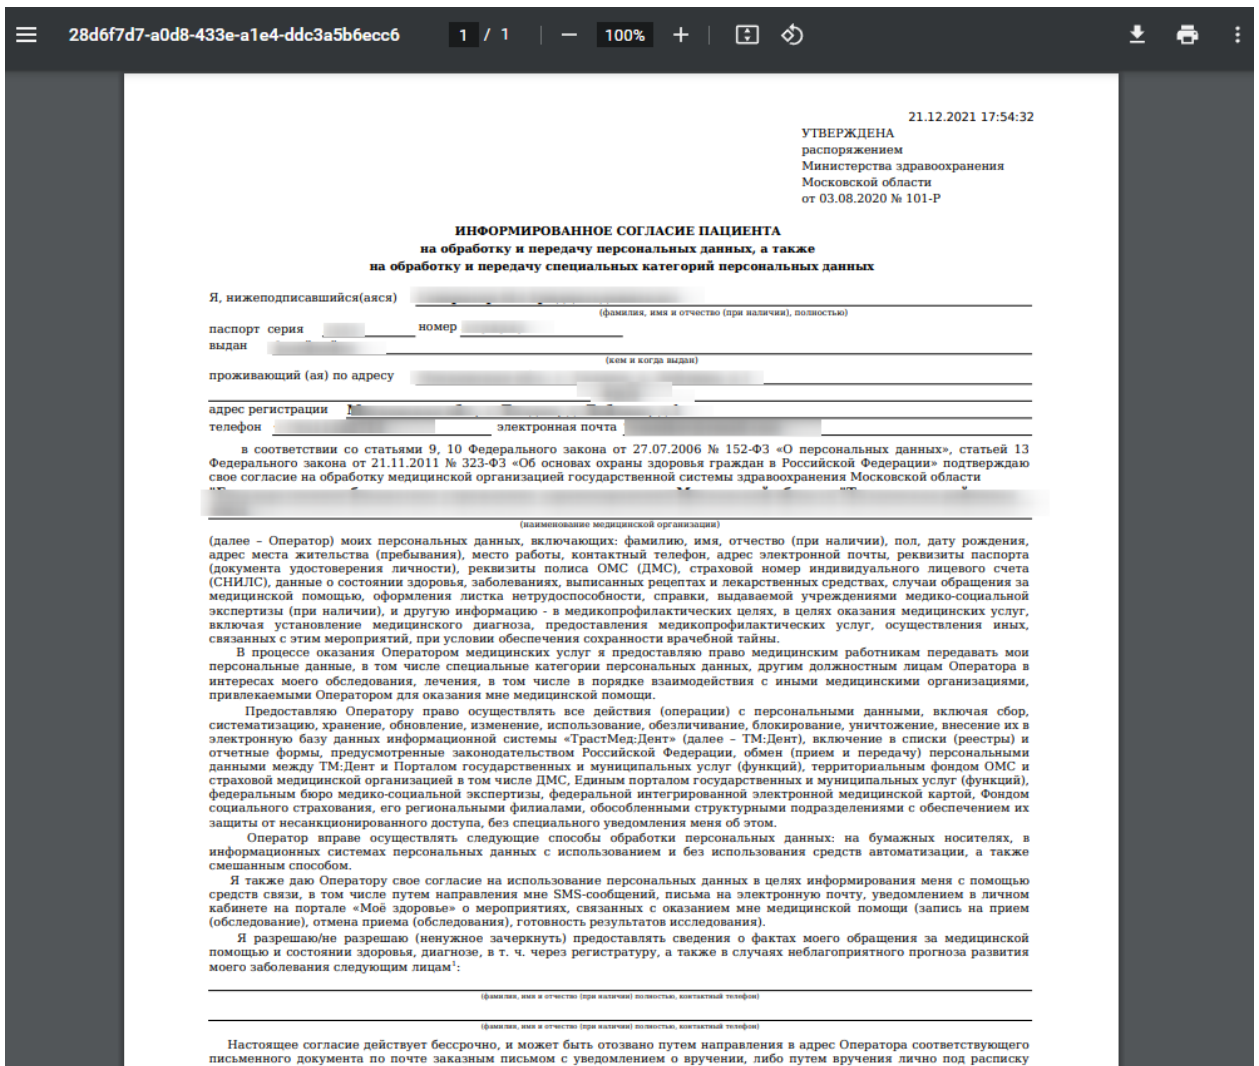 28d6f7d7-a0d8-433e-a1e4-ddc3a5b6ecc6 1 / 1 100%
21.12.2021 17:54:32
УТВЕРЖДЕНА
распоряжением
Министерства здравоохранения
Московской области
от 03.08.2020 № 101-Р
ИНФОРМИРОВАННОЕ СОГЛАСИЕ ПАЦИЕНТА
на обработку и передачу персональных данных, а также
на обработку и передачу специальных категорий персональных данных
Я, нижеподписавшийся(аяся)
(фамилия, имя и отчество (при наличии), полностью)
паспорт серия номер
выдан
(кем и когда выдан)
проживающий (ая) по адресу
адрес регистрации
телефон электронная почта
в соответствии со статьями 9, 10 Федерального закона от 27.07.2006 № 152-ФЗ «О персональных данных», статьей 13
Федерального закона от 21.11.2011 № 323-ФЗ «Об основах охраны здоровья граждан в Российской Федерации» подтверждаю
свое согласие на обработку медицинской организацией государственной системы здравоохранения Московской области
(наименование медицинской организации)
(далее – Оператор) моих персональных данных, включающих: фамилию, имя, отчество (при наличии), пол, дату рождения,
адрес места жительства (пребывания), место работы, контактный телефон, адрес электронной почты, реквизиты паспорта
(документа удостоверения личности), реквизиты полиса ОМС (ДМС), страховой номер индивидуального лицевого счета
(СНИЛС), данные о состоянии здоровья, заболеваниях, выписанных рецептах и лекарственных средствах, случаи обращения за
медицинской помощью, оформления листка нетрудоспособности, справки, выдаваемой учреждениями медико-социальной
экспертизы (при наличии), и другую информацию - в медикопрофилактических целях, в целях оказания медицинских услуг,
включая установление медицинского диагноза, предоставления медикопрофилактических услуг, осуществления иных,
связанных с этим мероприятий, при условии обеспечения сохранности врачебной тайны.
В процессе оказания Оператором медицинских услуг я предоставляю право медицинским работникам передавать мои
персональные данные, в том числе специальные категории персональных данных, другим должностным лицам Оператора в
интересах моего обследования, лечения, в том числе в порядке взаимодействия с иными медицинскими организациями,
привлекаемыми Оператором для оказания мне медицинской помощи.
Предоставляю Оператору право осуществлять все действия (операции) с персональными данными, включая сбор,
систематизацию, хранение, обновление, изменение, использование, обезличивание, блокирование, уничтожение, внесение их в
электронную базу данных информационной системы «ТрастМед:Дент» (далее – ТМ:Дент), включение в списки (реестры) и
отчетные формы, предусмотренные законодательством Российской Федерации, обмен (прием и передачу) персональными
данными между ТМ:Дент и Порталом государственных и муниципальных услуг (функций), территориальным фондом ОМС и
страховой медицинской организацией в том числе ДМС, Единым порталом государственных и муниципальных услуг (функций),
федеральным бюро медико-социальной экспертизы, федеральной интегрированной электронной медицинской картой, Фондом
социального страхования, его региональными филиалами, обособленными структурными подразделениями с обеспечением их
защиты от несанкционированного доступа, без специального уведомления меня об этом.
Оператор вправе осуществлять следующие способы обработки персональных данных: на бумажных носителях, в
информационных системах персональных данных с использованием и без использования средств автоматизации, а также
смешанным способом.
Я также даю Оператору свое согласие на использование персональных данных в целях информирования меня с помощью
средств связи, в том числе путем направления мне SMS-сообщений, письма на электронную почту, уведомлением в личном
кабинете на портале «Моё здоровье» о мероприятиях, связанных с оказанием мне медицинской помощи (запись на прием
(обследование), отмена приема (обследования), готовность результатов исследования).
Я разрешаю/не разрешаю (ненужное зачеркнуть) предоставлять сведения о фактах моего обращения за медицинской
помощью и состоянии здоровья, диагнозе, в т. ч. через регистратуру, а также в случаях неблагоприятного прогноза развития
моего заболевания следующим лицам¹:
(фамилия, имя и отчество (при наличии) полностью, контактный телефон)
(фамилия, имя и отчество (при наличии) полностью, контактный телефон)
Настоящее согласие действует бессрочно, и может быть отозвано путем направления в адрес Оператора соответствующего
письменного документа по почте заказным письмом с уведомлением о вручении, либо путем вручения лично под расписку